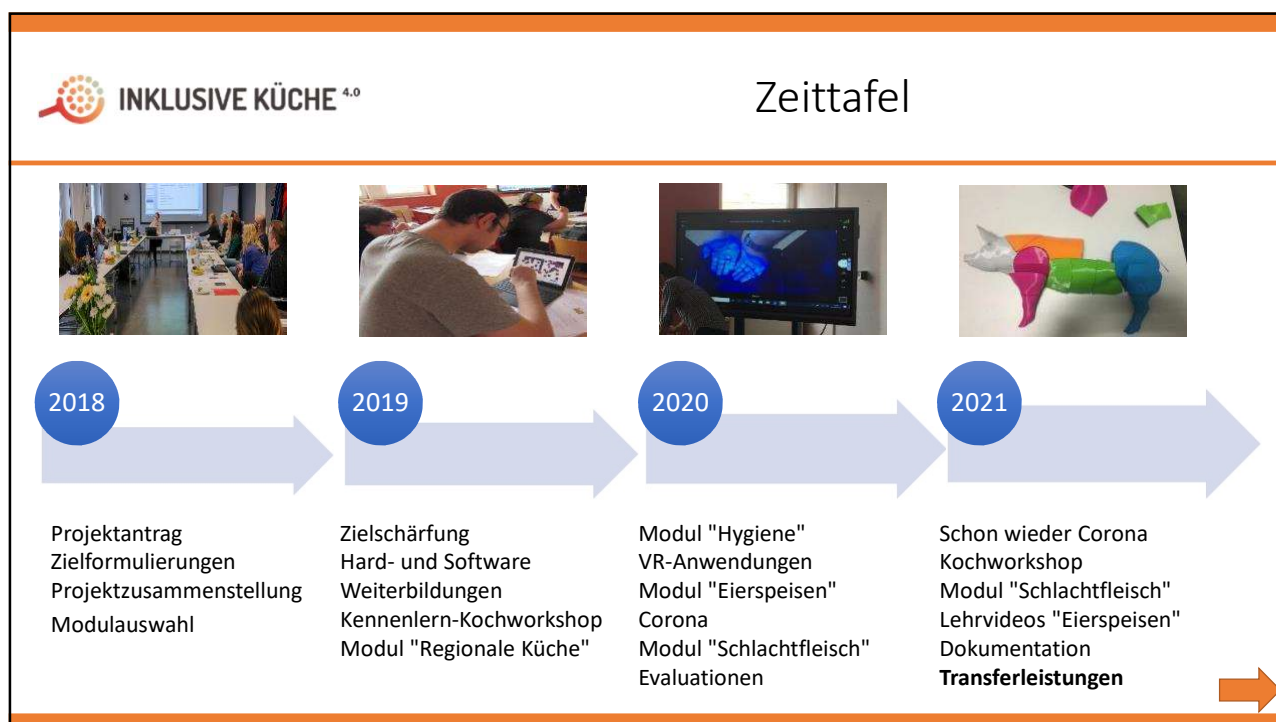 INKLUSIVE KÜCHE 4.0
Zeittafel
2018
2019
2020
2021
Projektantrag
Zielformulierungen
Projektzusammenstellung
Modulauswahl
Zielschärfung
Hard- und Software
Weiterbildungen
Kennenlern-Kochworkshop
Modul "Regionale Küche"
Modul "Hygiene"
VR-Anwendungen
Modul "Eierspeisen"
Corona
Modul "Schlachtfleisch"
Evaluationen
Schon wieder Corona
Kochworkshop
Modul "Schlachtfleisch"
Lehrvideos "Eierspeisen"
Dokumentation
Transferleistungen